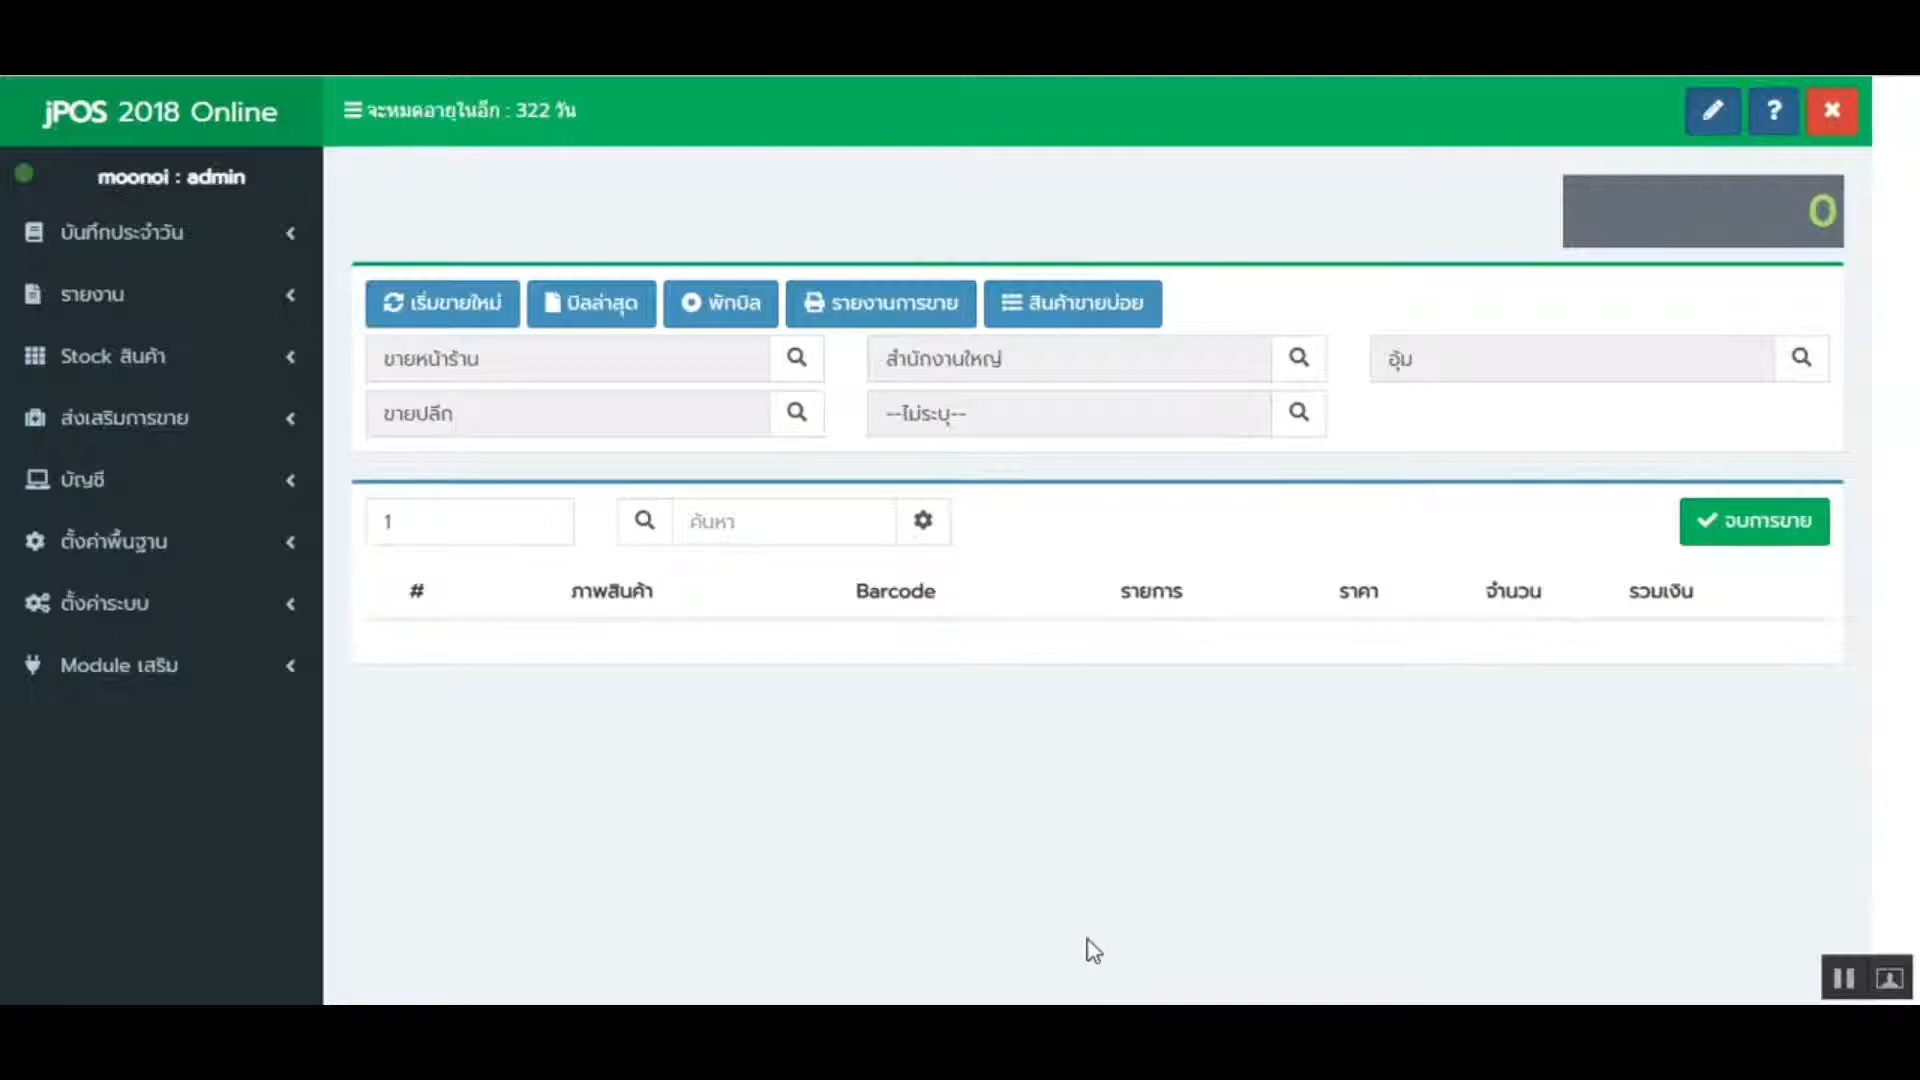 jPOS 2018 Online
จะหมดอายุในอีก : 322 วัน
?
moonoi : admin
0
บันทึกประจำวัน
รายงาน
Stock สินค้า
ส่งเสริมการขาย
บัญชี
ตั้งค่าพื้นฐาน
ตั้งค่าระบบ
Module เสริม
เริ่มขายใหม่ บิลล่าสุด พักบิล รายงานการขาย สินค้าขายบ่อย
ขายหน้าร้าน สำนักงานใหญ่ อุ้ม
ขายปลีก --ไม่ระบุ--
1 ค้นหา จบการขาย
# ภาพสินค้า Barcode รายการ ราคา จำนวน รวมเงิน